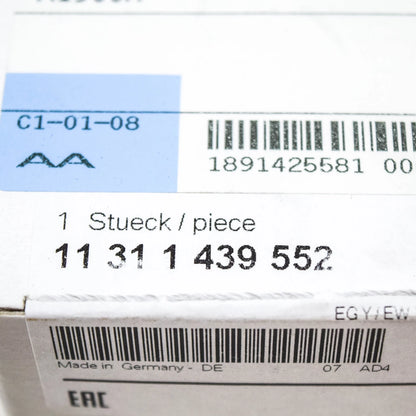 C1-01-08
AA
1891425581 00
1 Stueck / piece
11 31 1 439 552
EGY/EW
Made in Germany - DE 07 AD4
EAC